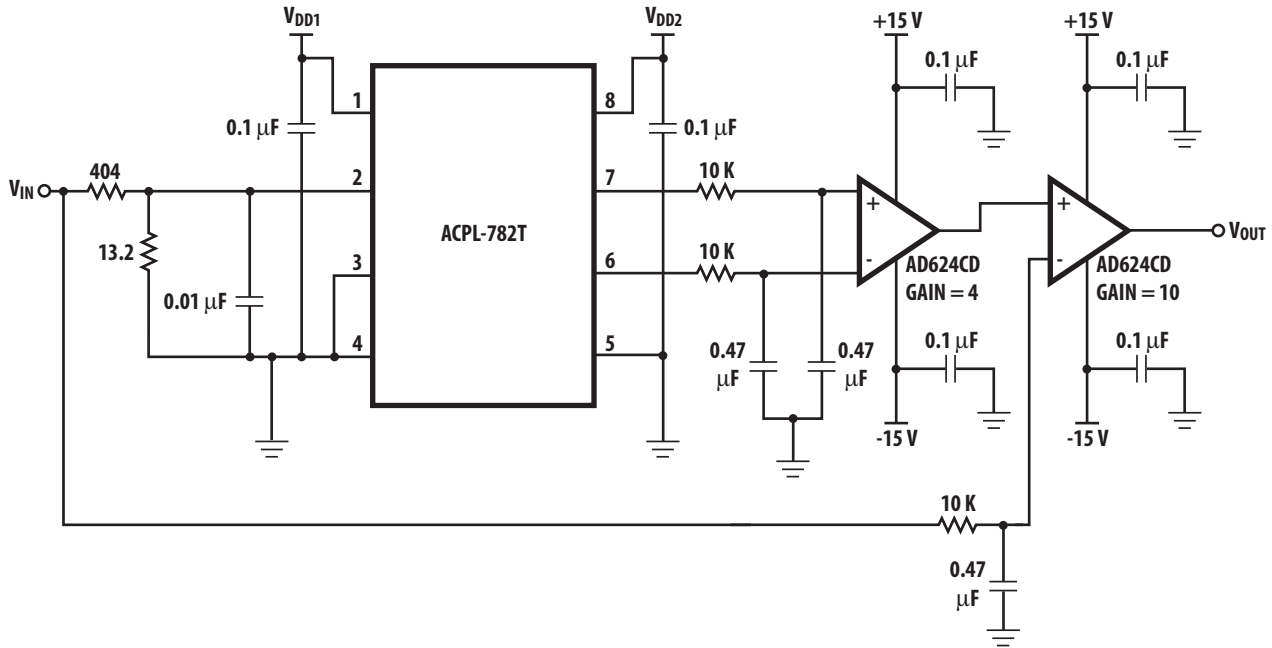 VDD1
VDD2
+15 V
+15 V
0.1 μF
0.1 μF
1
8
0.1 μF
0.1 μF
404
10 K
VIN
2
7
+
+
13.2
ACPL-782T
VOUT
10 K
3
6
-
-
AD624CD
GAIN = 4
AD624CD
GAIN = 10
0.01 μF
4
5
0.47
μF
0.47
μF
0.1 μF
0.1 μF
-15 V
-15 V
10 K
0.47
μF